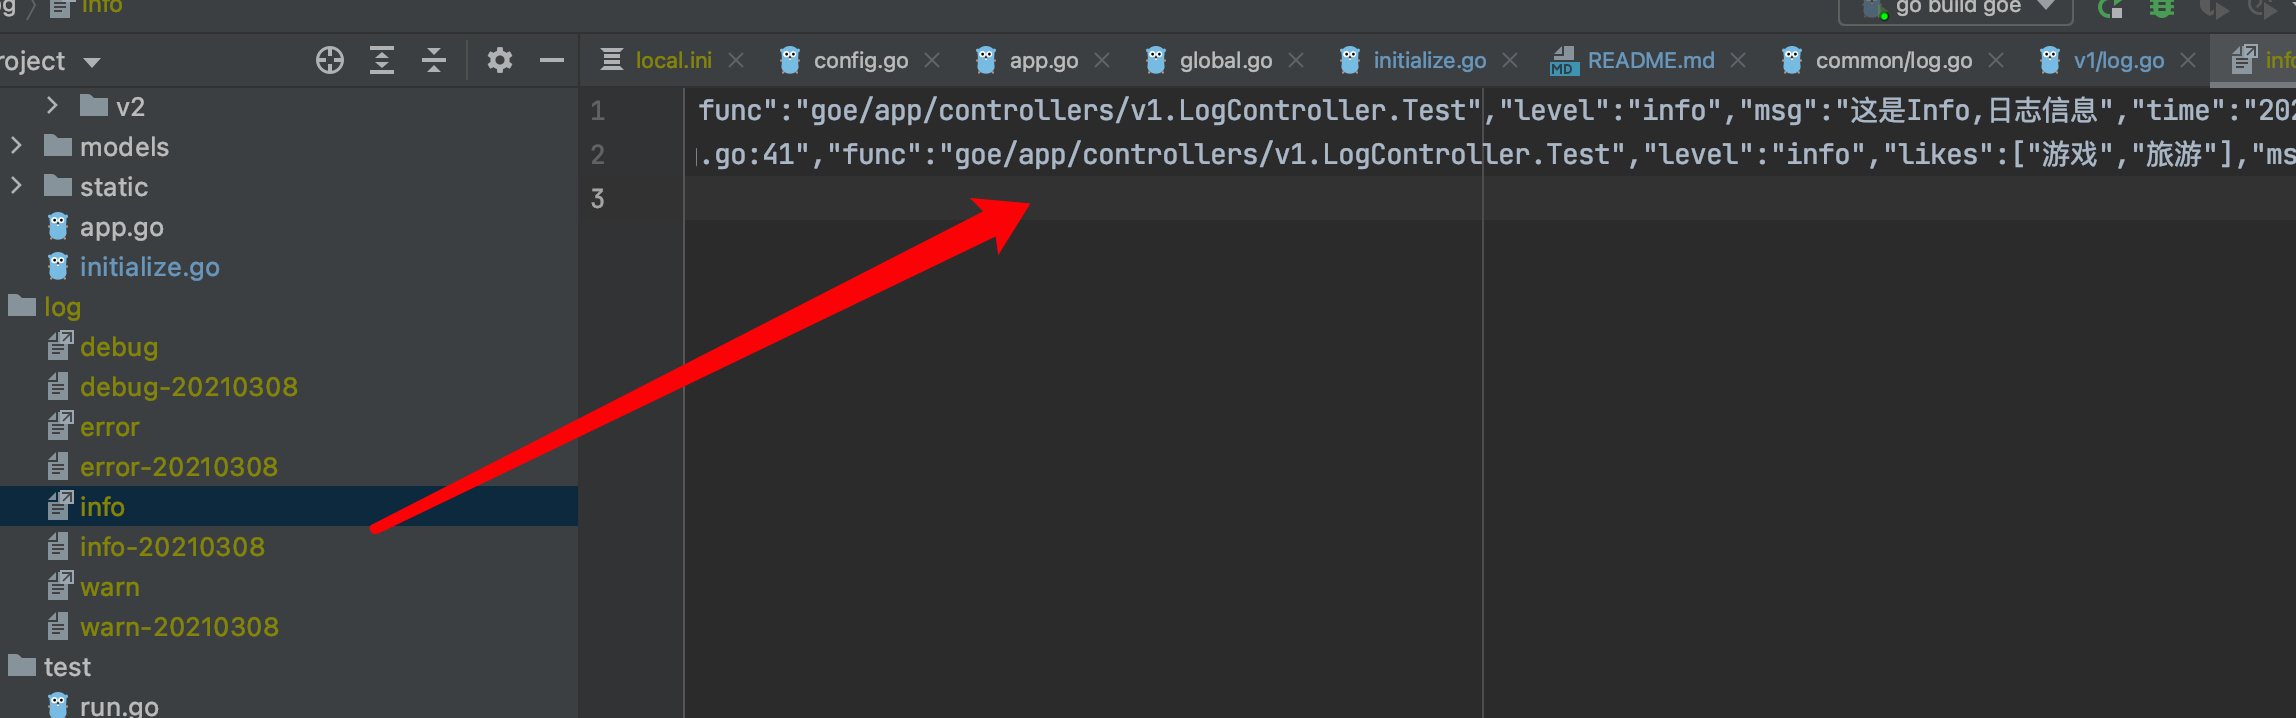 info
go build goe
roject
local.ini
config.go
app.go
global.go
initialize.go
README.md
common/log.go
v1/log.go
info
v2
models
static
app.go
initialize.go
log
debug
debug-20210308
error
error-20210308
info
info-20210308
warn
warn-20210308
test
run.go
1 func":"goe/app/controllers/v1.LogController.Test","level":"info","msg":"这是Info,日志信息","time":"202
2 .go:41","func":"goe/app/controllers/v1.LogController.Test","level":"info","likes":["游戏","旅游"],"ms
3